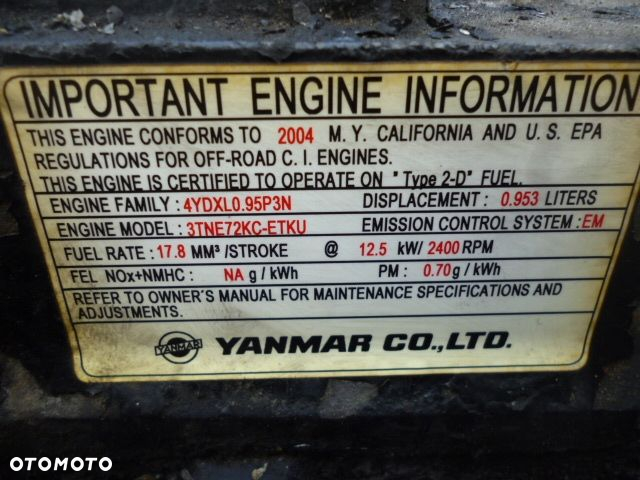 IMPORTANT ENGINE INFORMATION
THIS ENGINE CONFORMS TO 2004 M. Y. CALIFORNIA AND U. S. EPA
REGULATIONS FOR OFF-ROAD C. I. ENGINES.
THIS ENGINE IS CERTIFIED TO OPERATE ON " Type 2-D" FUEL.
ENGINE FAMILY : 4YDXL0.95P3N DISPLACEMENT : 0.953 LITERS
ENGINE MODEL : 3TNE72KC-ETKU EMISSION CONTROL SYSTEM : EM
FUEL RATE: 17.8 MM³ /STROKE @ 12.5 kW/ 2400 RPM
FEL NOx+NMHC : NA g / kWh PM : 0.70 g / kWh
REFER TO OWNER'S MANUAL FOR MAINTENANCE SPECIFICATIONS AND
ADJUSTMENTS.
YANMAR YANMAR CO.,LTD.
OTOMOTO